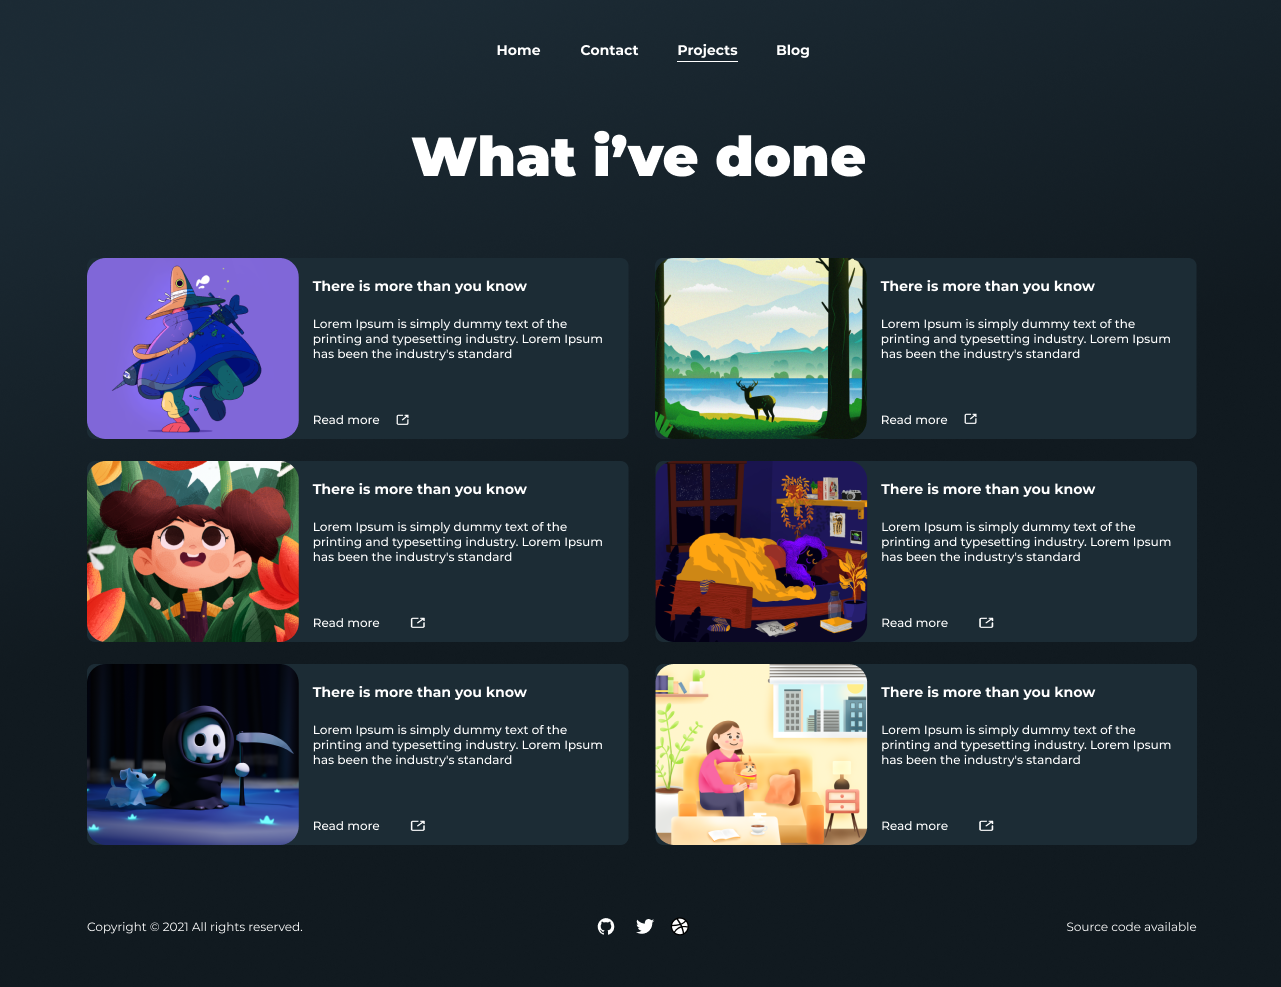 Home Contact Projects Blog
What i’ve done
There is more than you know
Lorem Ipsum is simply dummy text of the
printing and typesetting industry. Lorem Ipsum
has been the industry's standard
Read more
There is more than you know
Lorem Ipsum is simply dummy text of the
printing and typesetting industry. Lorem Ipsum
has been the industry's standard
Read more
There is more than you know
Lorem Ipsum is simply dummy text of the
printing and typesetting industry. Lorem Ipsum
has been the industry's standard
Read more
There is more than you know
Lorem Ipsum is simply dummy text of the
printing and typesetting industry. Lorem Ipsum
has been the industry's standard
Read more
There is more than you know
Lorem Ipsum is simply dummy text of the
printing and typesetting industry. Lorem Ipsum
has been the industry's standard
Read more
There is more than you know
Lorem Ipsum is simply dummy text of the
printing and typesetting industry. Lorem Ipsum
has been the industry's standard
Read more
Copyright © 2021 All rights reserved.
Source code available